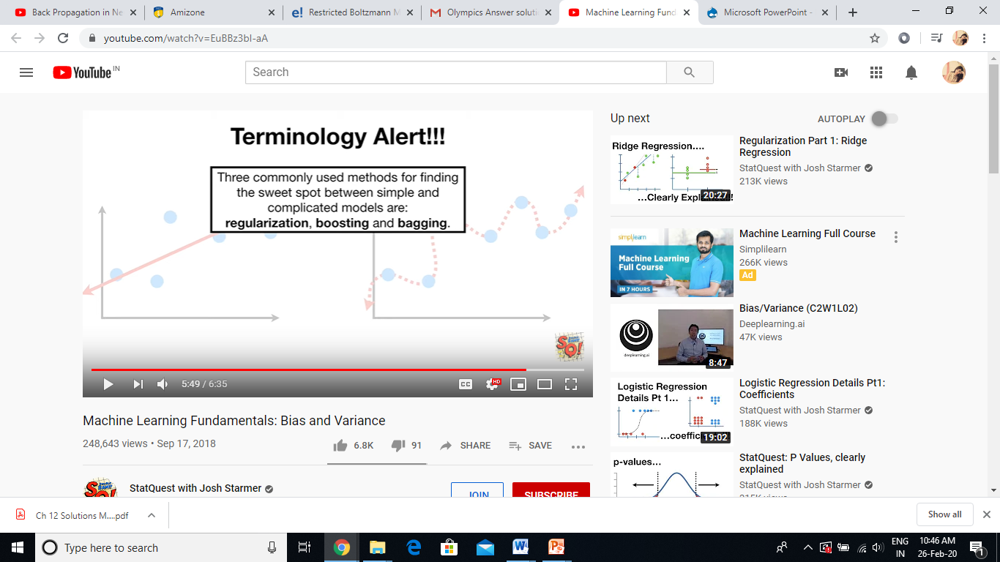 Back Propagation in Ne
Amizone
Restricted Boltzmann M
Olympics Answer soluti
Machine Learning Fund
Microsoft PowerPoint -
youtube.com/watch?v=EuBBz3bI-aA
YouTube IN
Search
Terminology Alert!!!
Three commonly used methods for finding
the sweet spot between simple and
complicated models are:
regularization, boosting and bagging.
5:49 / 6:35
CC
HD
Machine Learning Fundamentals: Bias and Variance
248,643 views • Sep 17, 2018
6.8K
91
SHARE
SAVE
StatQuest with Josh Starmer
JOIN
SUBSCRIBE
Up next
AUTOPLAY
Ridge Regression....
...Clearly Expl
20:27
Regularization Part 1: Ridge
Regression
StatQuest with Josh Starmer
213K views
simplilearn
Machine Learning
Full Course
IN 7 HOURS
Machine Learning Full Course
Simplilearn
266K views
Ad
deeplearning.ai
8:47
Bias/Variance (C2W1L02)
Deeplearning.ai
47K views
Logistic Regression
Details Pt 1...
...coeffic
19:02
Logistic Regression Details Pt1:
Coefficients
StatQuest with Josh Starmer
188K views
p-values...
StatQuest: P Values, clearly
explained
StatQuest with Josh Starmer
Ch 12 Solutions M....pdf
Show all
Type here to search
ENG
IN
10:46 AM
26-Feb-20
1